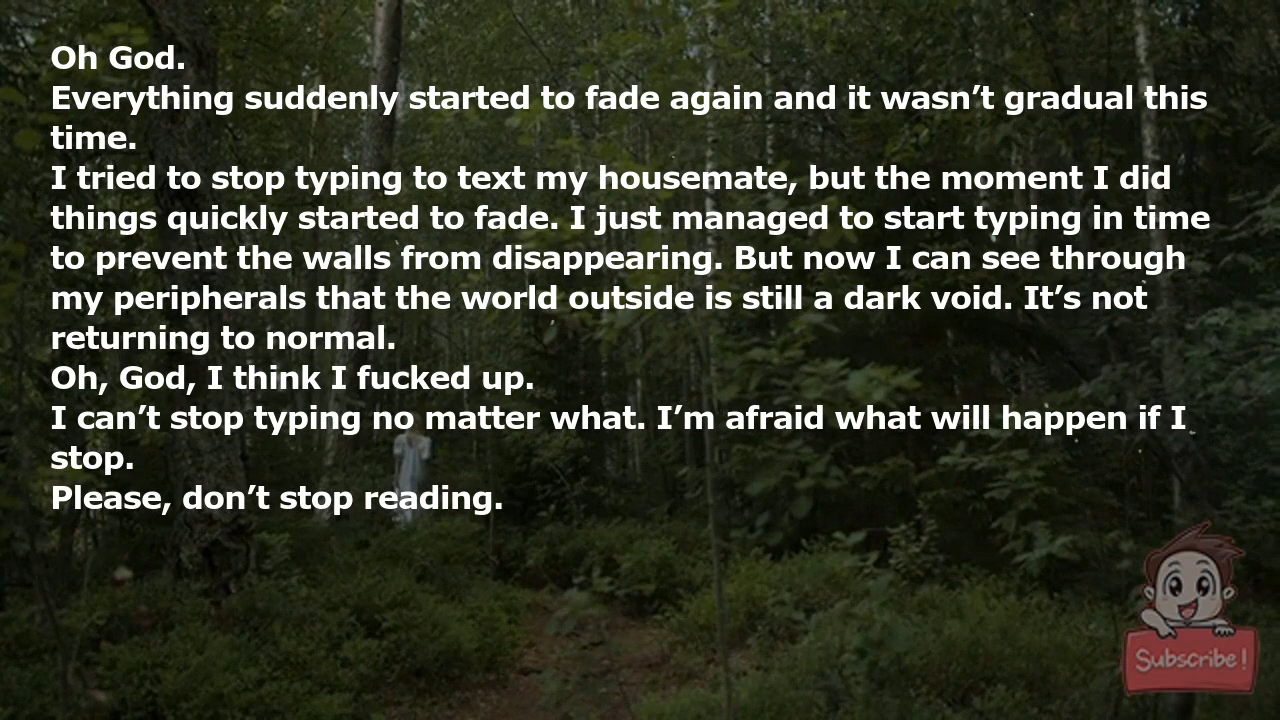 Oh God.
Everything suddenly started to fade again and it wasn’t gradual this
time.
I tried to stop typing to text my housemate, but the moment I did
things quickly started to fade. I just managed to start typing in time
to prevent the walls from disappearing. But now I can see through
my peripherals that the world outside is still a dark void. It’s not
returning to normal.
Oh, God, I think I fucked up.
I can’t stop typing no matter what. I’m afraid what will happen if I
stop.
Please, don’t stop reading.
Subscribe!